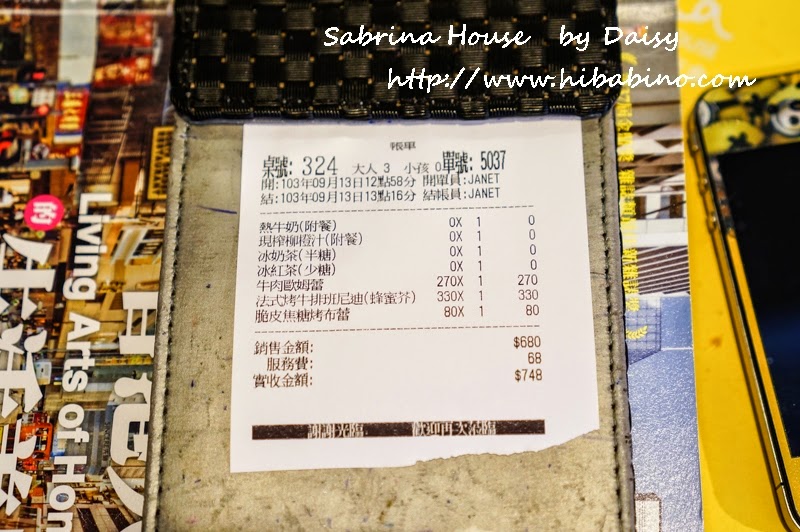 Sabrina House by Daisy
http://www.hibabino.com
帳單
桌號: 324 大人 3 小孩 0 單號: 5037
開:103年09月13日12點58分 開單員:JANET
結:103年09月13日13點16分 結帳員:JANET
熱牛奶(附餐) 0X 1 0
現榨柳橙汁(附餐) 0X 1 0
冰奶茶(半糖) 0X 1 0
冰紅茶(少糖) 0X 1 0
牛肉歐姆蕾 270X 1 270
法式烤牛排班尼迪(蜂蜜芥) 330X 1 330
脆皮焦糖烤布蕾 80X 1 80
銷售金額: $680
服務費: 68
實收金額: $748
謝謝光臨 歡迎再次蒞臨
的
Living Arts of Hon